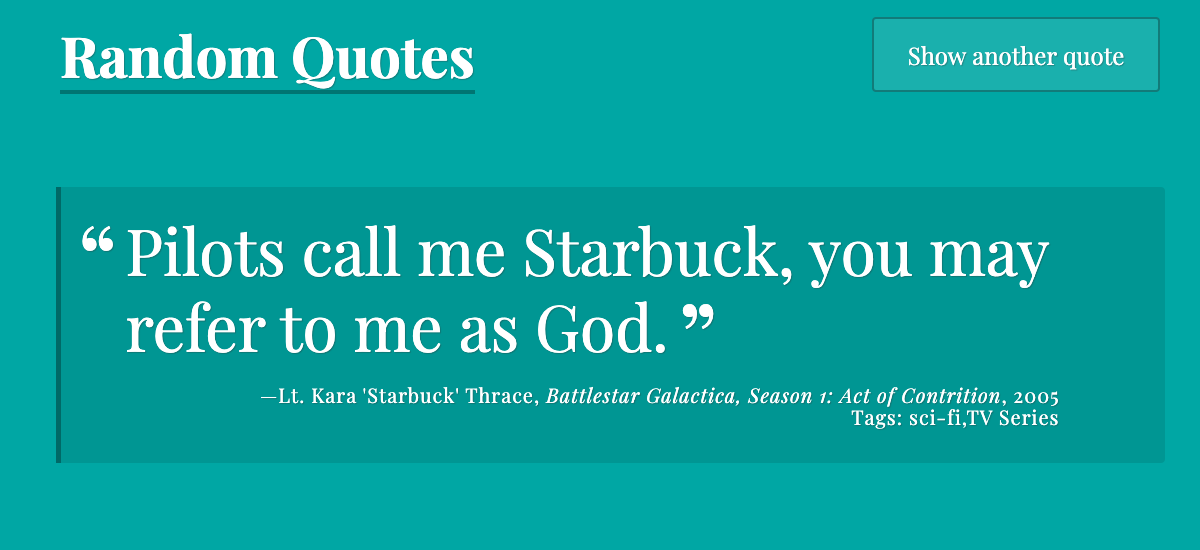 Random Quotes
Show another quote
“ Pilots call me Starbuck, you may
refer to me as God. ”
—Lt. Kara 'Starbuck' Thrace, Battlestar Galactica, Season 1: Act of Contrition, 2005
Tags: sci-fi,TV Series